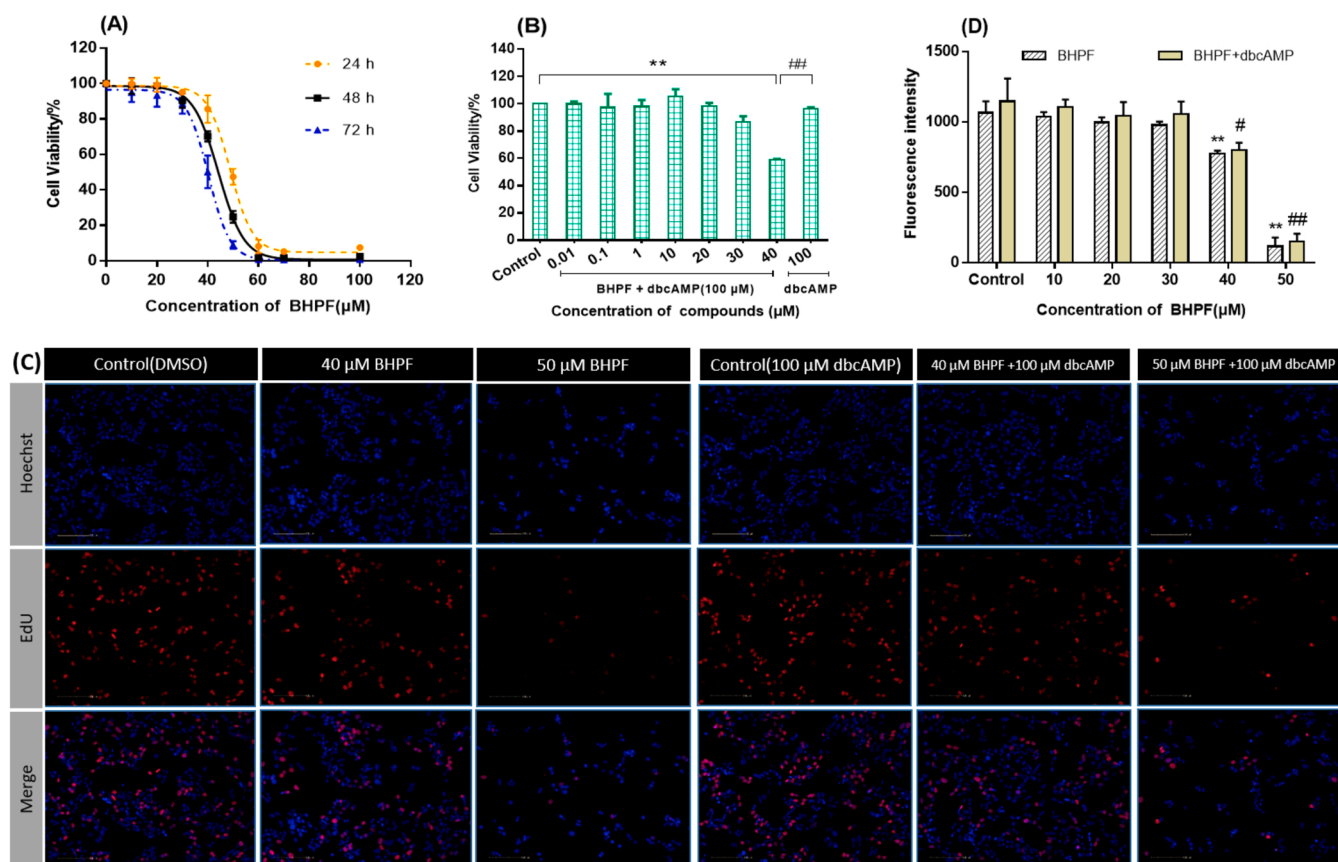 (A)
120
100
80
60
40
20
0
Cell Viability/%
0 20 40 60 80 100 120
Concentration of BHPF(μM)
24 h
48 h
72 h
(B)
140
120
100
80
60
40
20
0
Cell Viability/%
** ###
Control 0.01 0.1 1 10 20 30 40 100
BHPF + dbcAMP(100 μM) dbcAMP
Concentration of compounds (μM)
(D)
BHPF BHPF+dbcAMP
1500
1000
500
0
Fluorescence intensity
** #
** ##
Control 10 20 30 40 50
Concentration of BHPF(μM)
(C)
Control(DMSO) 40 μM BHPF 50 μM BHPF Control(100 μM dbcAMP) 40 μM BHPF +100 μM dbcAMP 50 μM BHPF +100 μM dbcAMP
Hoechst
EdU
Merge